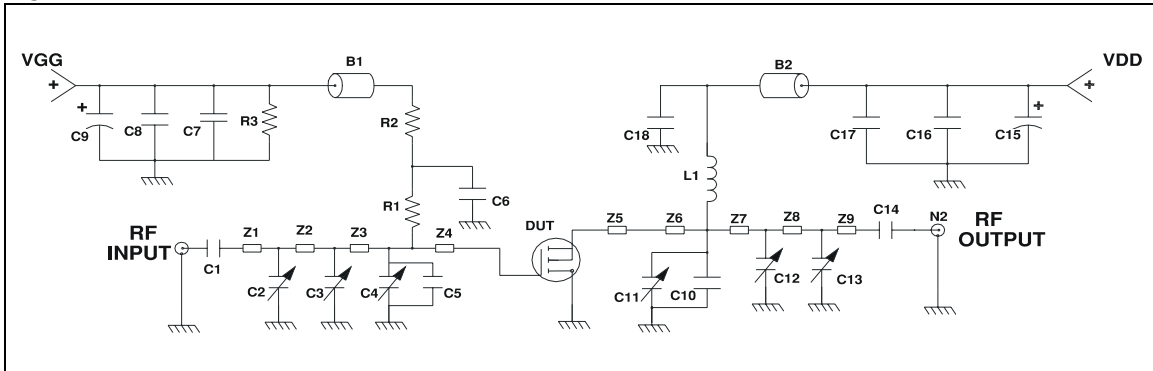 VGG
+
B1
B2
VDD
+
+
C9
C8
C7
R3
R2
C18
C17
C16
+
C15
C6
L1
R1
RF
INPUT
Z1
Z2
Z3
Z4
DUT
Z5
Z6
Z7
Z8
Z9
C14
N2
RF
OUTPUT
C1
C2
C3
C4
C5
C11
C10
C12
C13